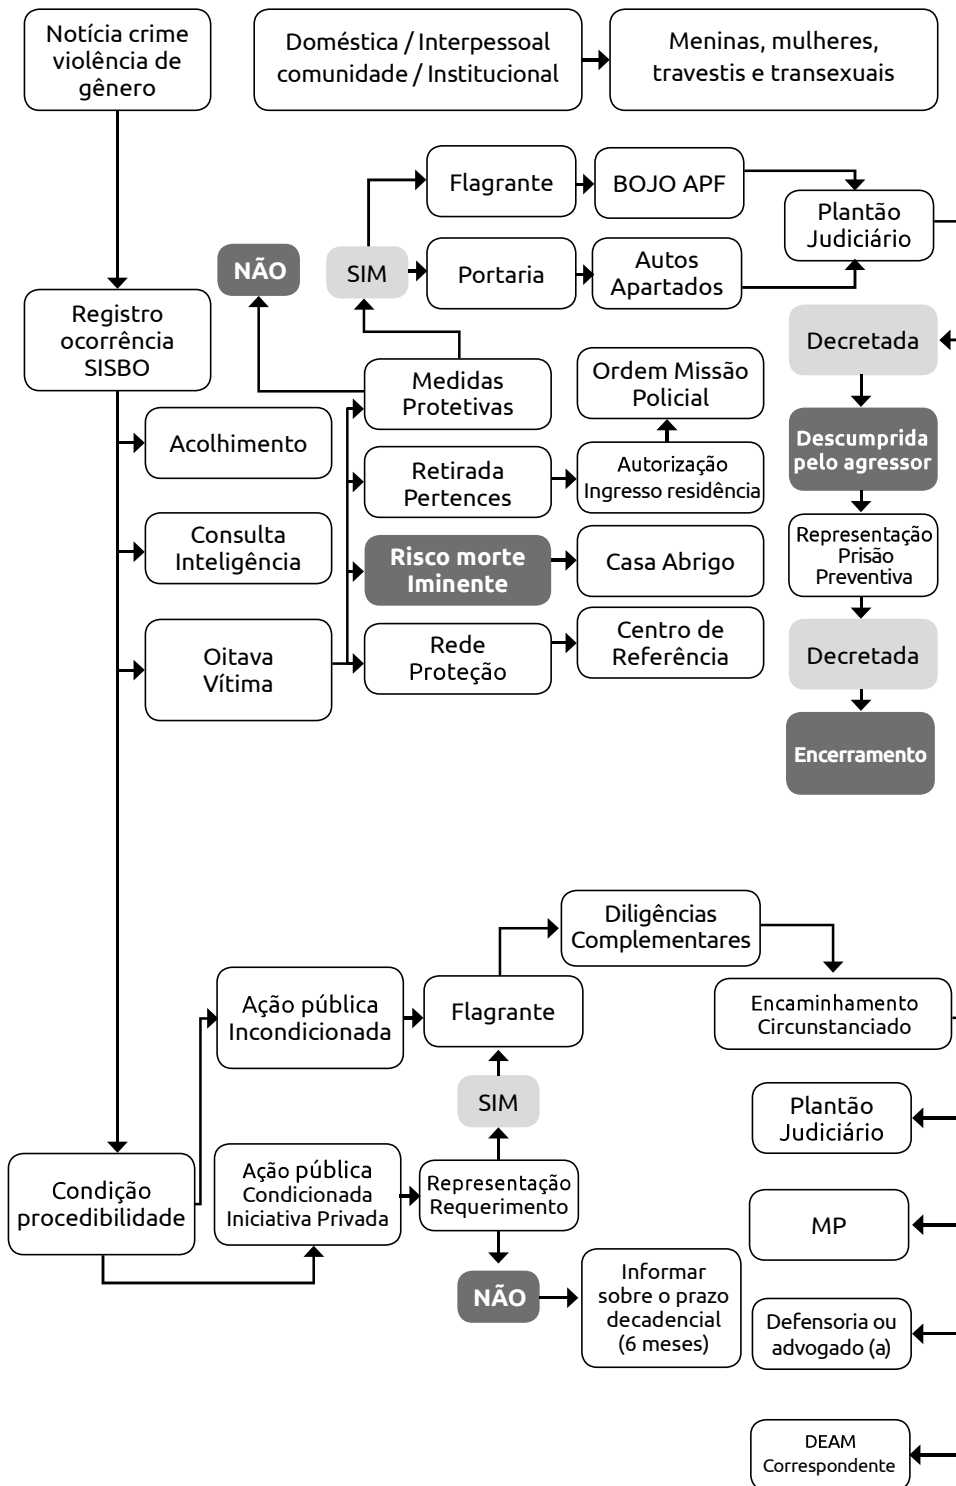 Notícia crime
violência de
gênero
Doméstica / Interpessoal
comunidade / Institucional
Meninas, mulheres,
travestis e transexuais
Flagrante
BOJO APF
Plantão
Judiciário
NÃO
SIM
Portaria
Autos
Apartados
Registro
ocorrência
SISBO
Decretada
Medidas
Protetivas
Ordem Missão
Policial
Acolhimento
Descumprida
pelo agressor
Retirada
Pertences
Autorização
Ingresso residência
Consulta
Inteligência
Risco morte
Iminente
Casa Abrigo
Representação
Prisão
Preventiva
Oitava
Vítima
Rede
Proteção
Centro de
Referência
Decretada
Encerramento
Diligências
Complementares
Ação pública
Incondicionada
Flagrante
Encaminhamento
Circunstanciado
SIM
Plantão
Judiciário
Condição
procedibilidade
Ação pública
Condicionada
Iniciativa Privada
Representação
Requerimento
MP
NÃO
Informar
sobre o prazo
decadencial
(6 meses)
Defensoria ou
advogado (a)
DEAM
Correspondente